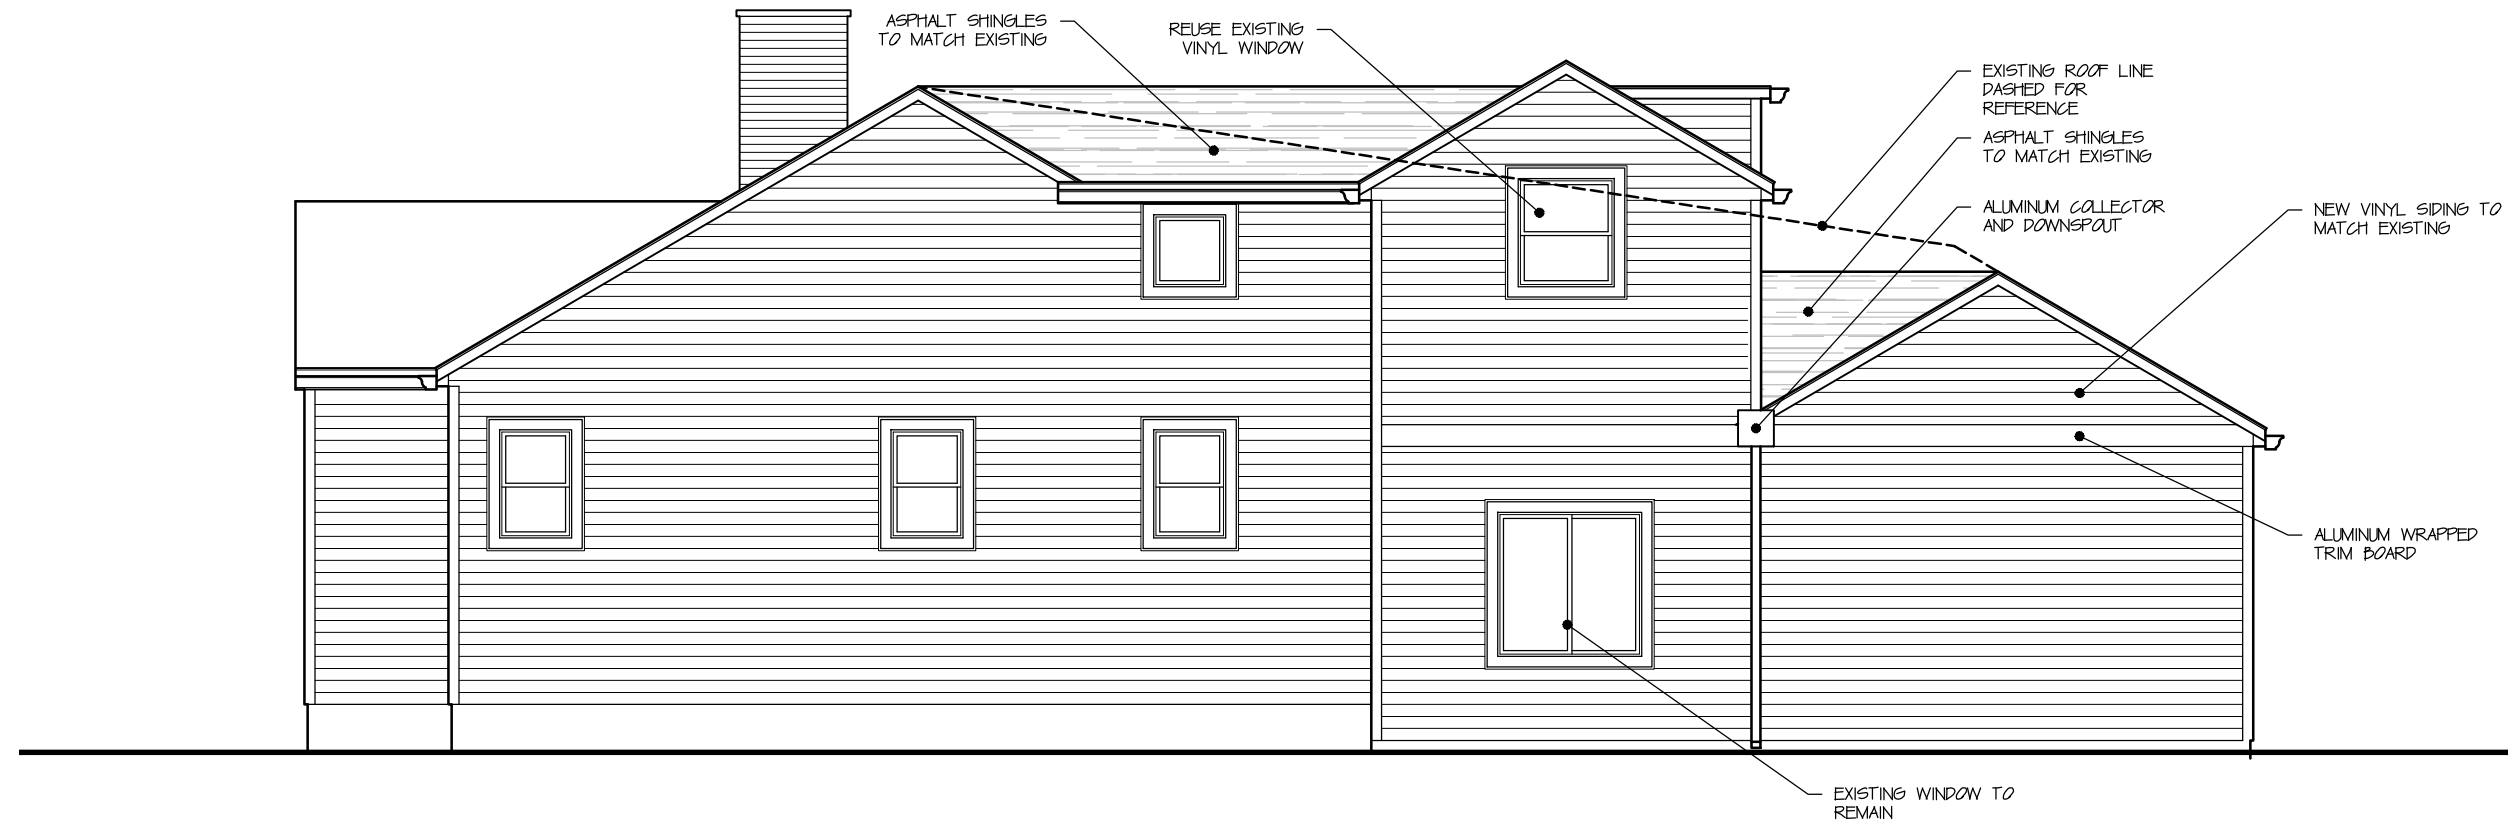 ASPHALT SHINGLES
TO MATCH EXISTING
REUSE EXISTING
VINYL WINDOW
EXISTING ROOF LINE
DASHED FOR
REFERENCE
ASPHALT SHINGLES
TO MATCH EXISTING
ALUMINUM COLLECTOR
AND DOWNSPOUT
NEW VINYL SIDING TO
MATCH EXISTING
ALUMINUM WRAPPED
TRIM BOARD
EXISTING WINDOW TO
REMAIN